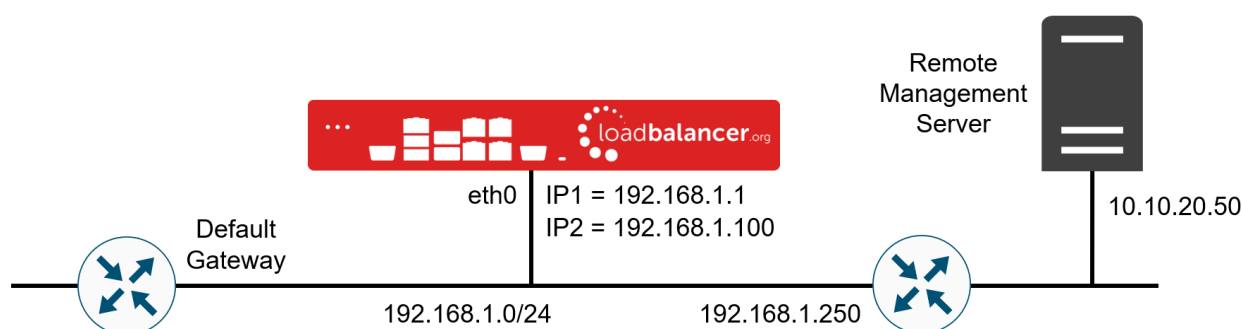 Remote
Management
Server
loadbalancer.org
eth0
IP1 = 192.168.1.1
IP2 = 192.168.1.100
10.10.20.50
Default
Gateway
192.168.1.0/24
192.168.1.250